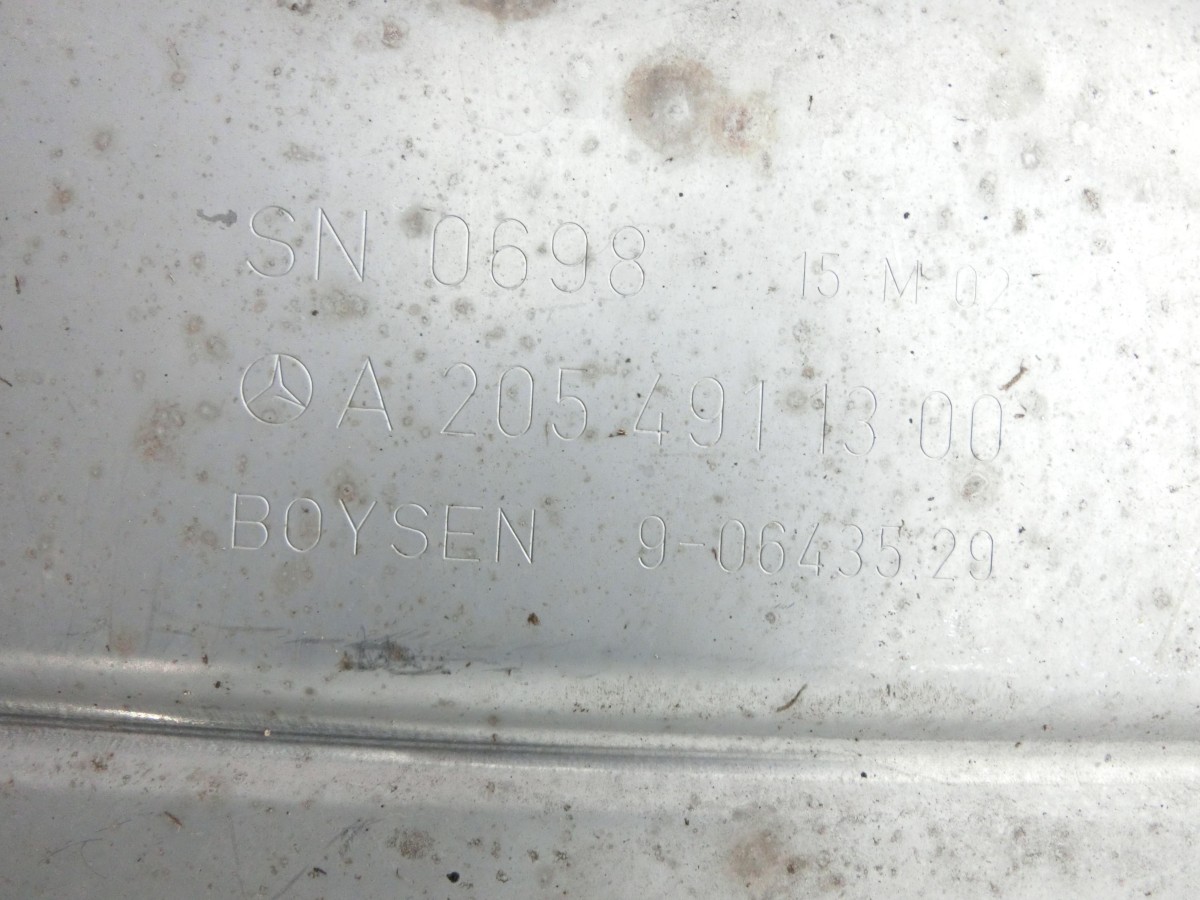 SN 0698 15 M 02
A 205 491 13 00
BOYSEN 9-06435.29